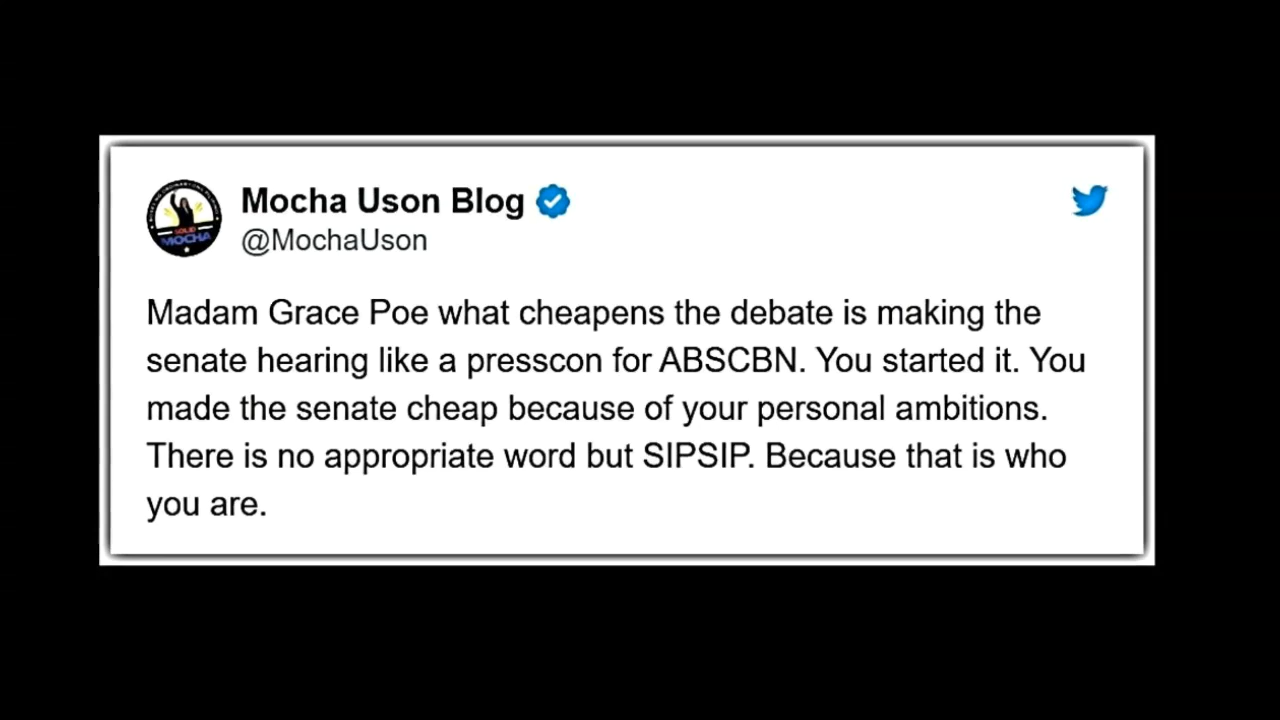 Mocha Uson Blog
@MochaUson
SOLID
MOCHA
Madam Grace Poe what cheapens the debate is making the
senate hearing like a presscon for ABSCBN. You started it. You
made the senate cheap because of your personal ambitions.
There is no appropriate word but SIPSIP. Because that is who
you are.